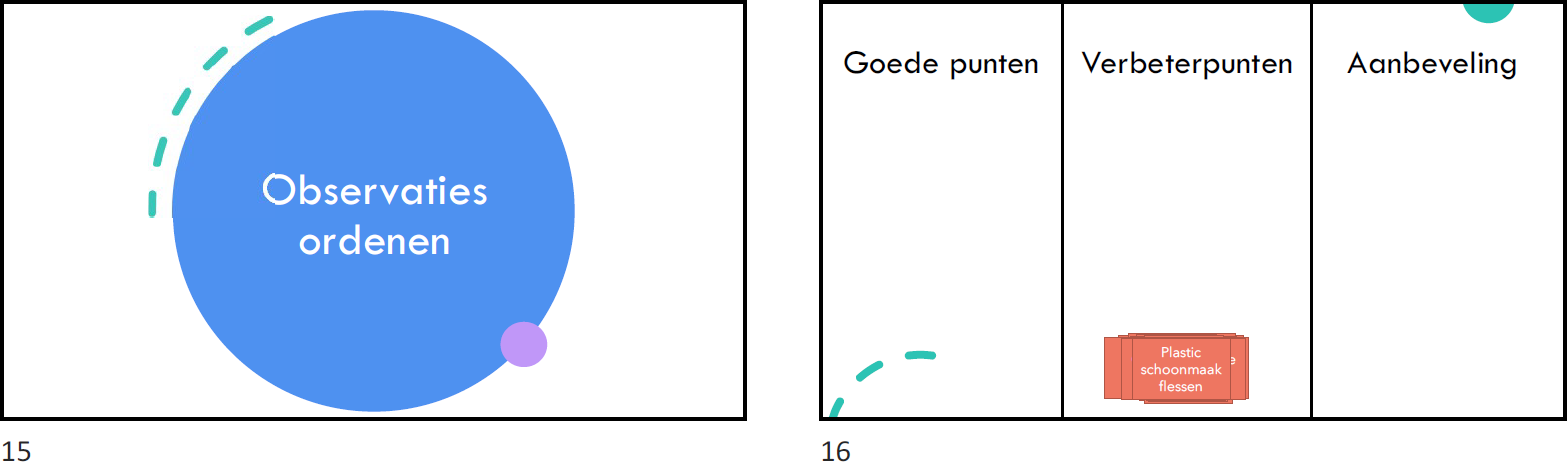 Observaties
ordenen
15
Goede punten
Verbeterpunten
Aanbeveling
Plastic
schoonmaak
flessen
16